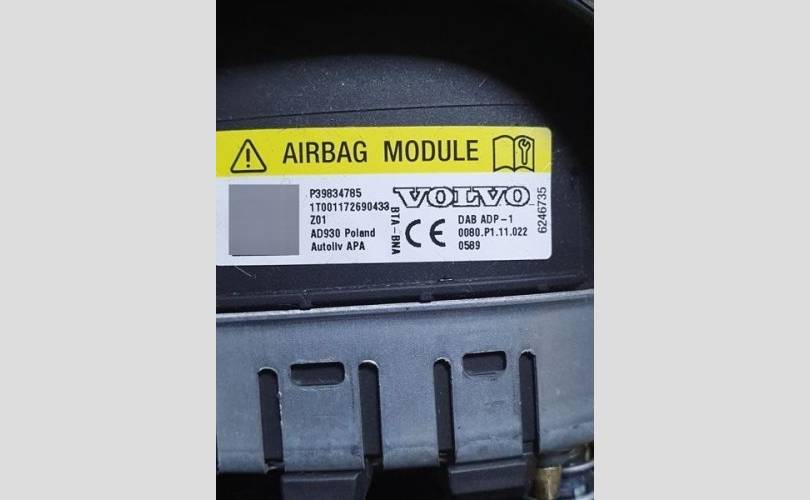 AIRBAG MODULE
P39834785
1T001172690433
Z01
AD930 Poland
Autoliv APA
BTA-BNA
VOLVO
CE
DAB ADP-1
0080.P1.11.022
0589
6246735